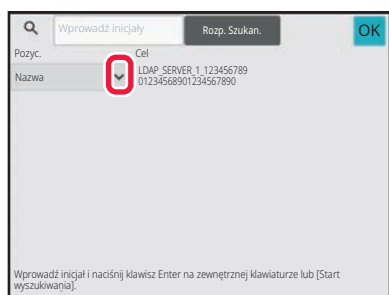 Wprowadź inicjały
Rozp. Szukan.
OK
Pozyc.
Cel
Nazwa
LDAP_SERVER_1_123456789
01234568901234567890
Wprowadź inicjał i naciśnij klawisz Enter na zewnętrznej klawiaturze lub [Start
wyszukiwania].